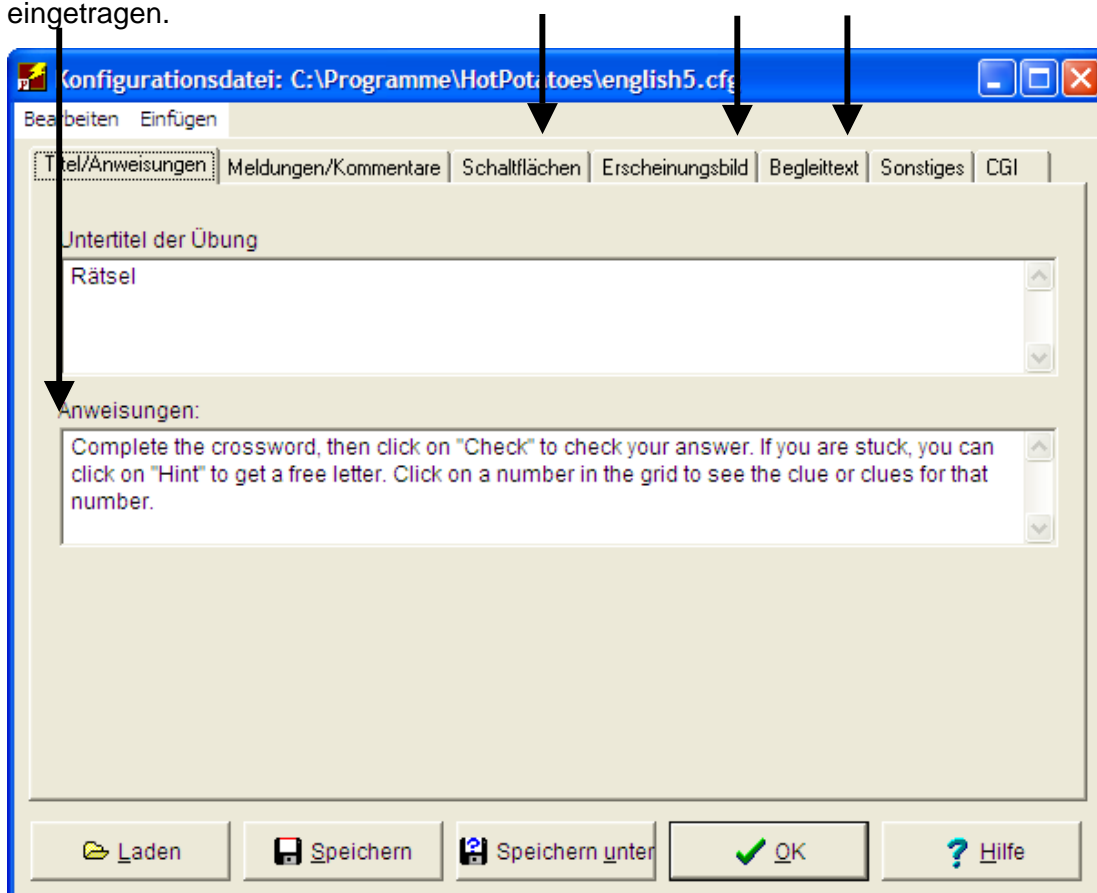 eingetragen.
Konfigurationsdatei: C:\Programme\HotPotatoes\english5.cfg
Bearbeiten Einfügen
Titel/Anweisungen Meldungen/Kommentare Schaltflächen Erscheinungsbild Begleittext Sonstiges CGI
Untertitel der Übung
Rätsel
Anweisungen:
Complete the crossword, then click on "Check" to check your answer. If you are stuck, you can
click on "Hint" to get a free letter. Click on a number in the grid to see the clue or clues for that
number.
Laden Speichern Speichern unter OK Hilfe